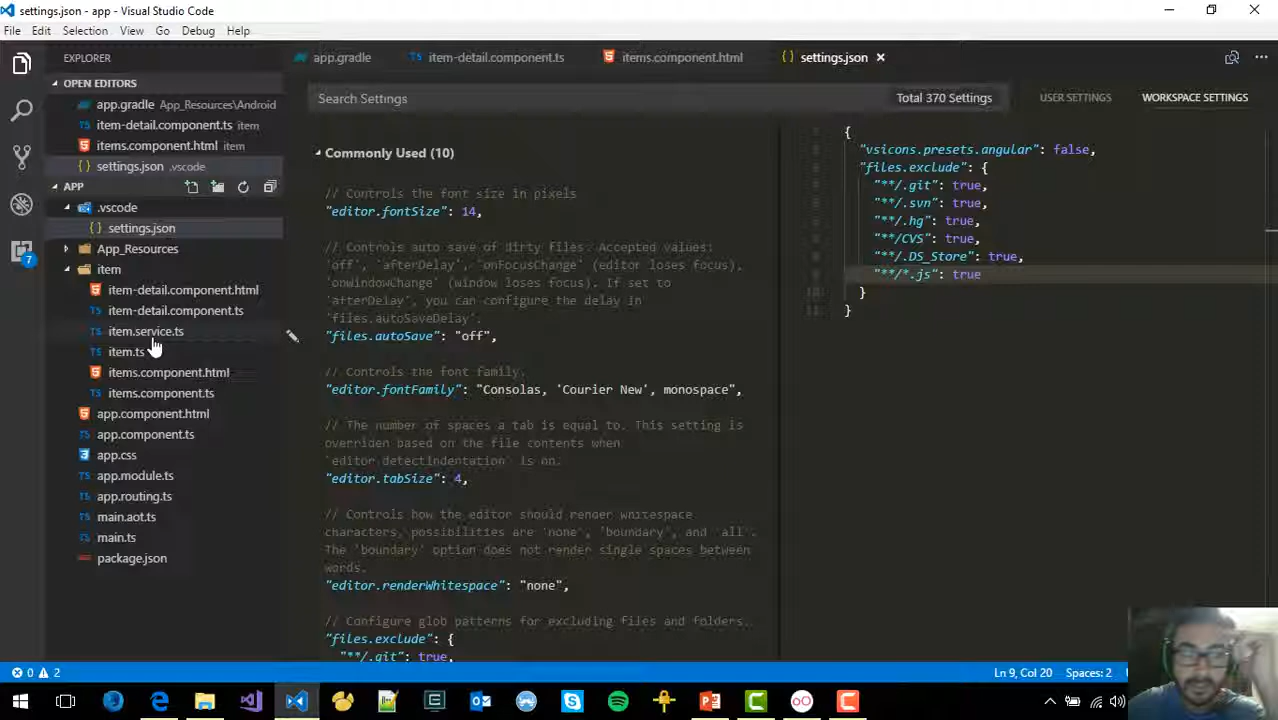 settings.json - app - Visual Studio Code
File Edit Selection View Go Debug Help
EXPLORER
OPEN EDITORS
app.gradle App_Resources\Android
item-detail.component.ts item
items.component.html item
settings.json .vscode
APP
.vscode
settings.json
App_Resources
item
item-detail.component.html
item-detail.component.ts
item.service.ts
item.ts
items.component.html
items.component.ts
app.component.html
app.component.ts
app.css
app.module.ts
app.routing.ts
main.aot.ts
main.ts
package.json
7
app.gradle item-detail.component.ts items.component.html settings.json
Search Settings Total 370 Settings
Commonly Used (10)
// Controls the font size in pixels
"editor.fontSize": 14,
// Controls auto save of dirty files. Accepted values:
'off', 'afterDelay', 'onFocusChange' (editor loses focus),
'onWindowChange' (window loses focus). If set to
'afterDelay', you can configure the delay in
'files.autoSaveDelay'.
"files.autoSave": "off",
// Controls the font family.
"editor.fontFamily": "Consolas, 'Courier New', monospace",
// The number of spaces a tab is equal to. This setting is
overriden based on the file contents when
`editor.detectIndentation` is on.
"editor.tabSize": 4,
// Controls how the editor should render whitespace
characters, possibilities are 'none', 'boundary', and 'all'.
The 'boundary' option does not render single spaces between
words.
"editor.renderWhitespace": "none",
// Configure glob patterns for excluding files and folders.
"files.exclude": {
"**/.git": true,
USER SETTINGS WORKSPACE SETTINGS
{
"vsicons.presets.angular": false,
"files.exclude": {
"**/.git": true,
"**/.svn": true,
"**/.hg": true,
"**/CVS": true,
"**/.DS_Store": true,
"**/*.js": true
}
}
0 2
Ln 9, Col 20 Spaces: 2